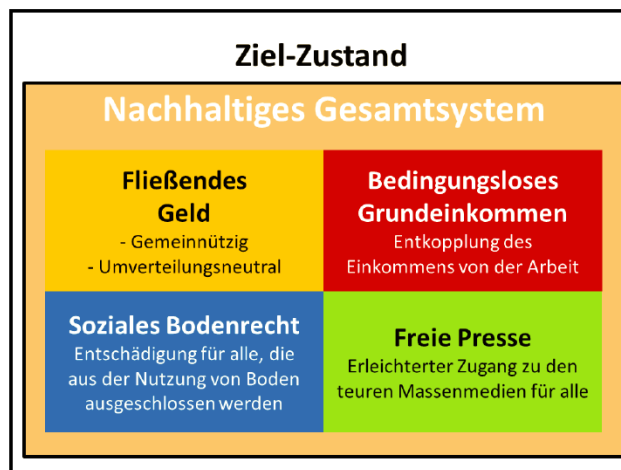 Ziel-Zustand
Nachhaltiges Gesamtsystem
Fließendes
Geld
- Gemeinnützig
- Umverteilungsneutral
Bedingungsloses
Grundeinkommen
Entkopplung des
Einkommens von der Arbeit
Soziales Bodenrecht
Entschädigung für alle, die
aus der Nutzung von Boden
ausgeschlossen werden
Freie Presse
Erleichterter Zugang zu den
teuren Massenmedien für alle